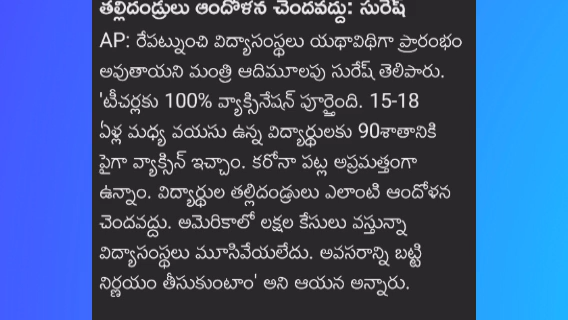 తల్లిదండ్రులు ఆందోళన చెందవద్దు: సురేష్
AP: రేపట్నుంచి విద్యాసంస్థలు యథావిధిగా ప్రారంభం
అవుతాయని మంత్రి ఆదిమూలపు సురేష్ తెలిపారు.
'టీచర్లకు 100% వ్యాక్సినేషన్ పూర్తైంది. 15-18
ఏళ్ల మధ్య వయసు ఉన్న విద్యార్థులకు 90శాతానికి
పైగా వ్యాక్సిన్ ఇచ్చాం. కరోనా పట్ల అప్రమత్తంగా
ఉన్నాం. విద్యార్థుల తల్లిదండ్రులు ఎలాంటి ఆందోళన
చెందవద్దు. అమెరికాలో లక్షల కేసులు వస్తున్నా
విద్యాసంస్థలు మూసివేయలేదు. అవసరాన్ని బట్టి
నిర్ణయం తీసుకుంటాం' అని ఆయన అన్నారు.